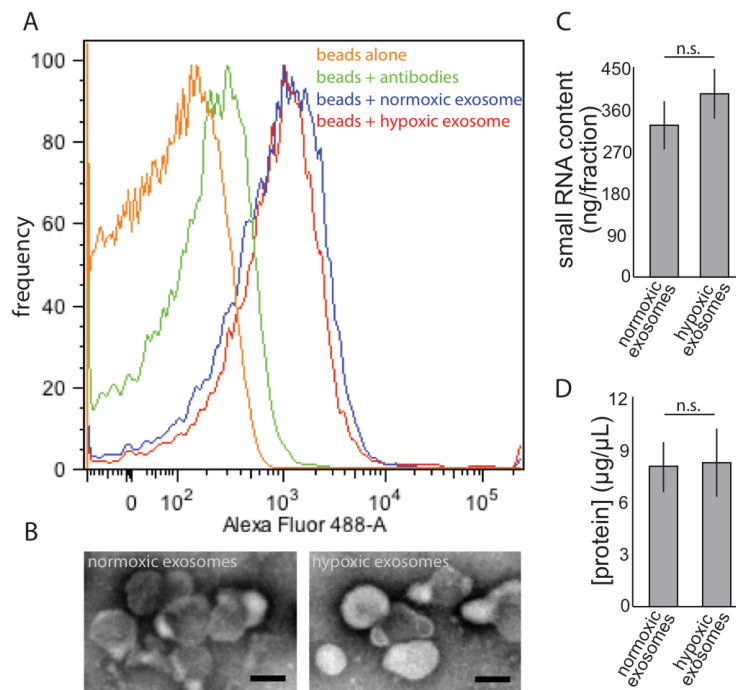 A
beads alone
beads + antibodies
beads + normoxic exosome
beads + hypoxic exosome
100
80
60
40
20
0
frequency
0 10² 10³ 10⁴ 10⁵
Alexa Fluor 488-A
B
normoxic exosomes
hypoxic exosomes
C
n.s.
450
360
270
180
90
0
small RNA content
(ng/fraction)
normoxic
exosomes
hypoxic
exosomes
D
n.s.
12
9
6
3
0
[protein] (µg/µL)
normoxic
exosomes
hypoxic
exosomes